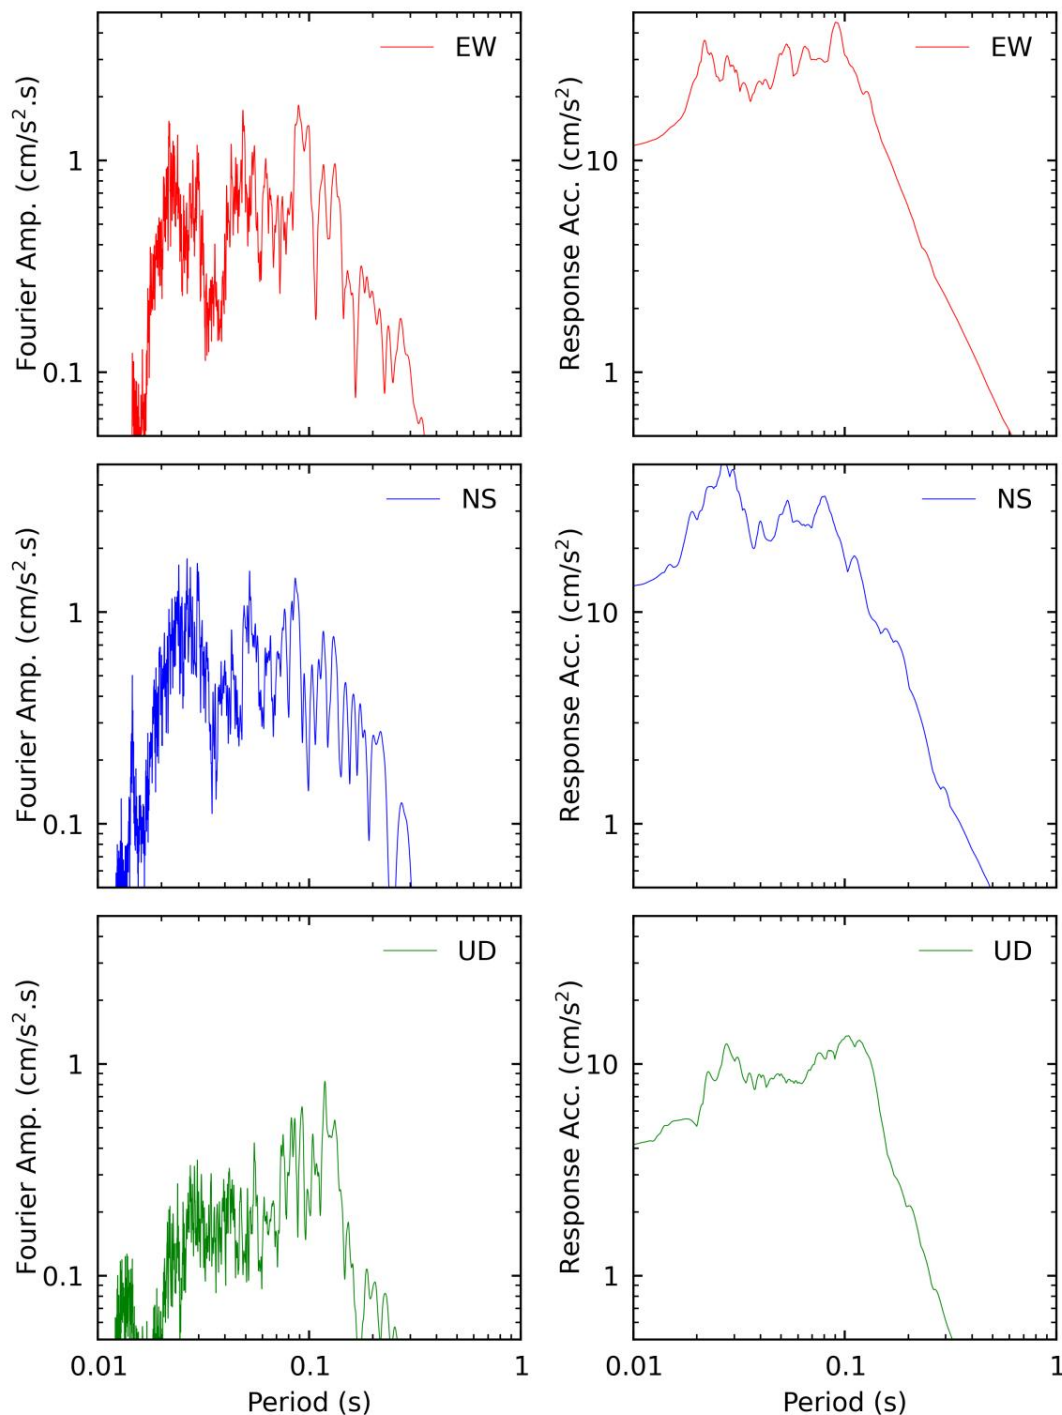 EW
Fourier Amp. (cm/s².s)
1
0.1
EW
Response Acc. (cm/s²)
10
1
NS
Fourier Amp. (cm/s².s)
1
0.1
NS
Response Acc. (cm/s²)
10
1
UD
Fourier Amp. (cm/s².s)
1
0.1
0.01 0.1 1
Period (s)
UD
Response Acc. (cm/s²)
10
1
0.01 0.1 1
Period (s)